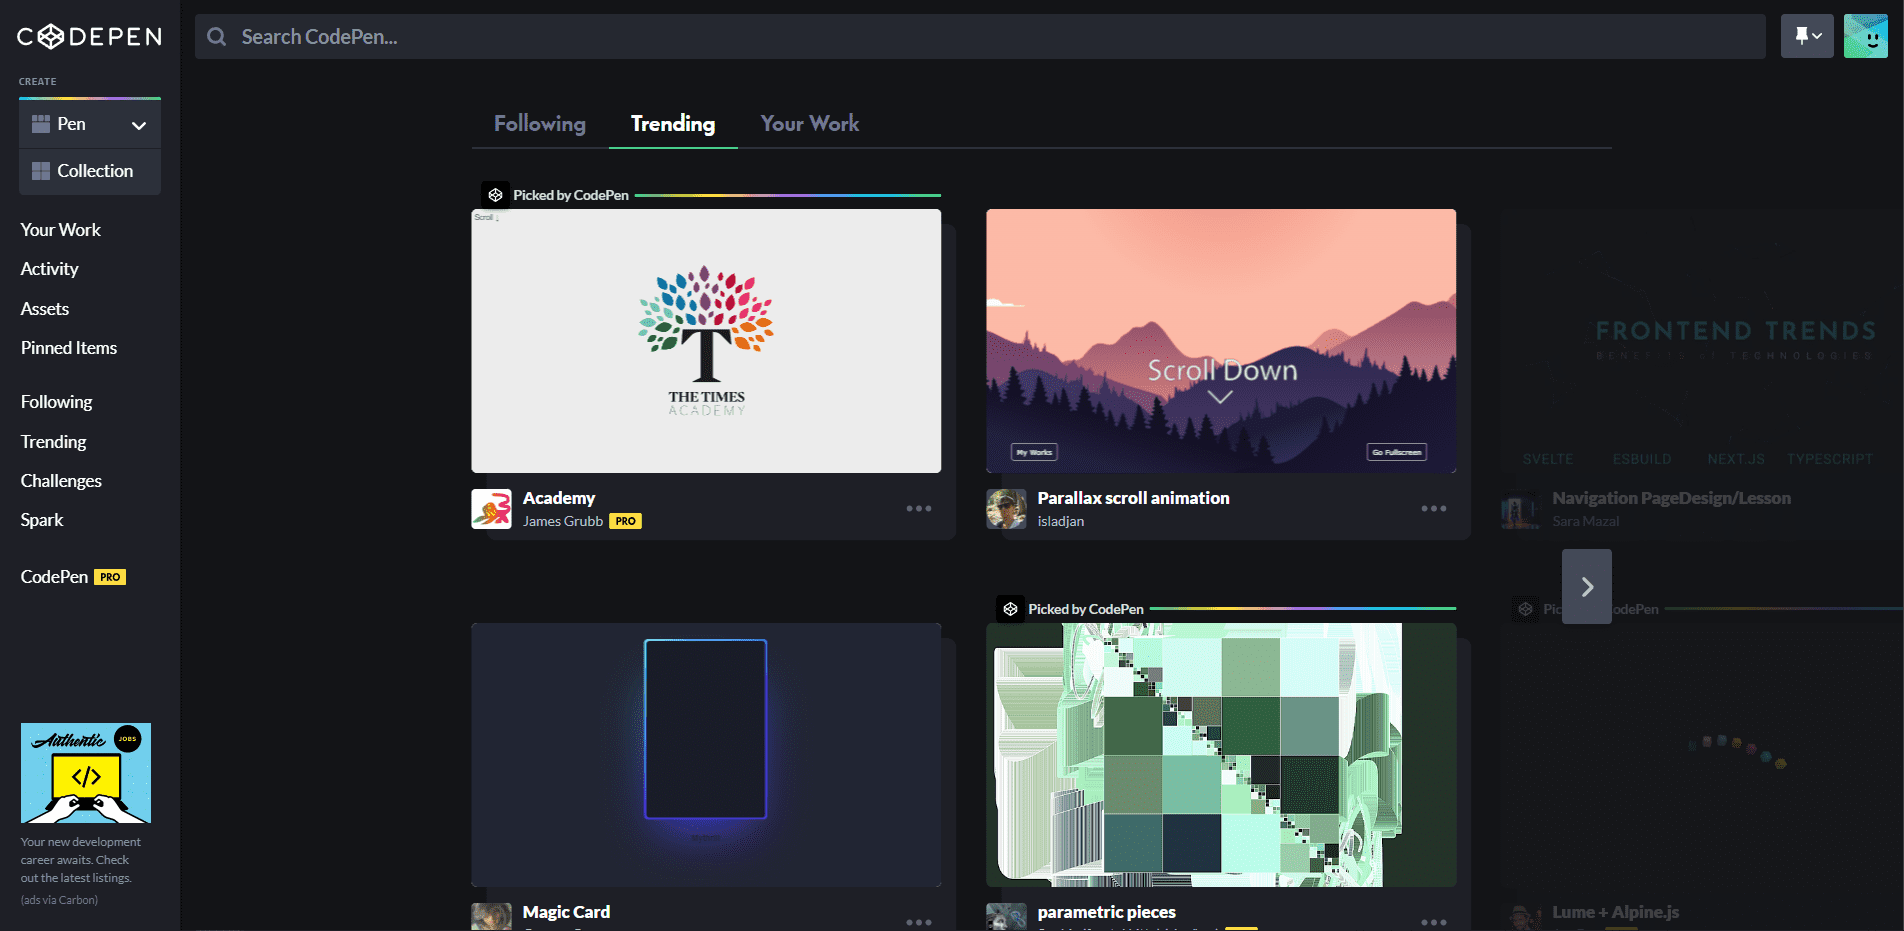 CODEPEN
Search CodePen...
CREATE
Pen
Collection
Your Work
Activity
Assets
Pinned Items
Following
Trending
Challenges
Spark
CodePen PRO
Authentic JOBS
</>
Your new development
career awaits. Check
out the latest listings.
(ads via Carbon)
Following Trending Your Work
Picked by CodePen
Scroll ↓
T
THE TIMES
ACADEMY
Academy
James Grubb PRO
Scroll Down
My Works
Go Fullscreen
Parallax scroll animation
isladjan
FRONTEND TRENDS
BENEFITS OF TECHNOLOGIES
SVELTE ESBUILD NEXT.JS TYPESCRIPT
Navigation PageDesign/Lesson
Sara Mazal
Magic Card
Picked by CodePen
parametric pieces
Pic odePen
Lume + Alpine.js